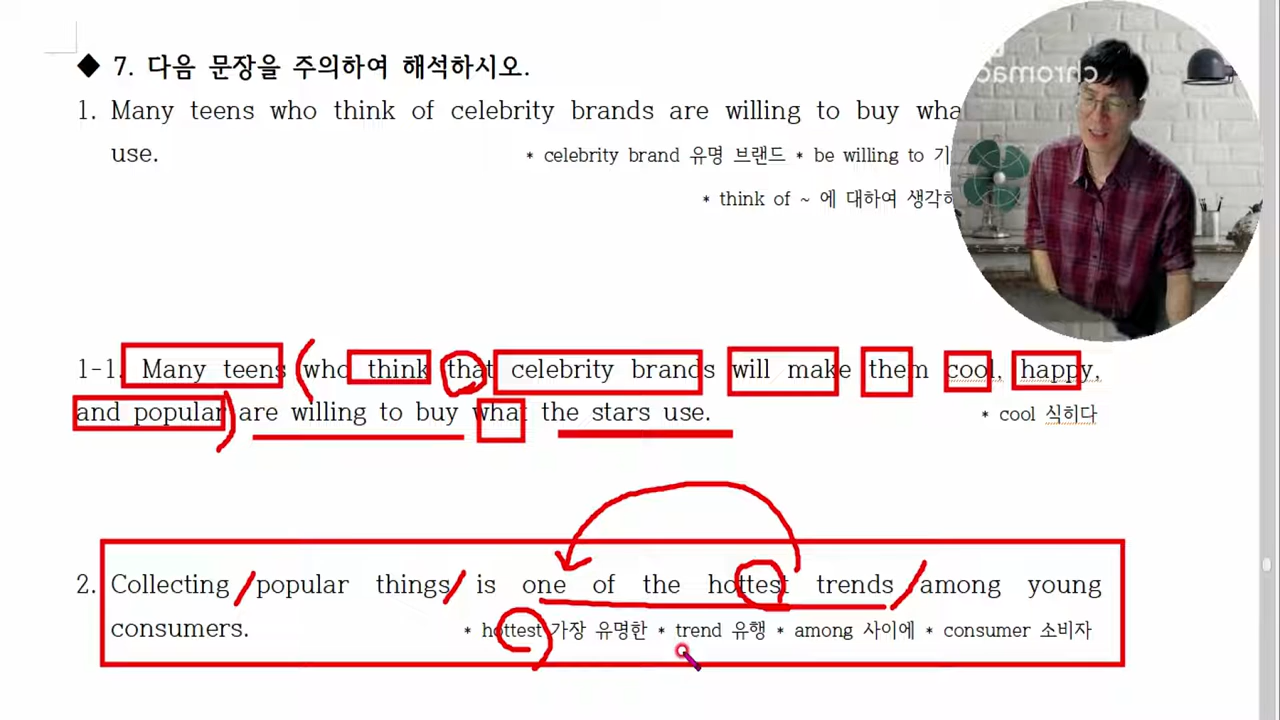 ◆ 7. 다음 문장을 주의하여 해석하시오.
1. Many teens who think of celebrity brands are willing to buy
use.
* celebrity brand 유명 브랜드 * be willing to
* think of ~ 에 대하여
chromac
1-1. Many teens who think that celebrity brands will make them cool, happy,
and popular are willing to buy what the stars use.
* cool 식히다
2. Collecting popular things is one of the hottest trends among young
consumers.
* hottest 가장 유명한 * trend 유행 * among 사이에 * consumer 소비자